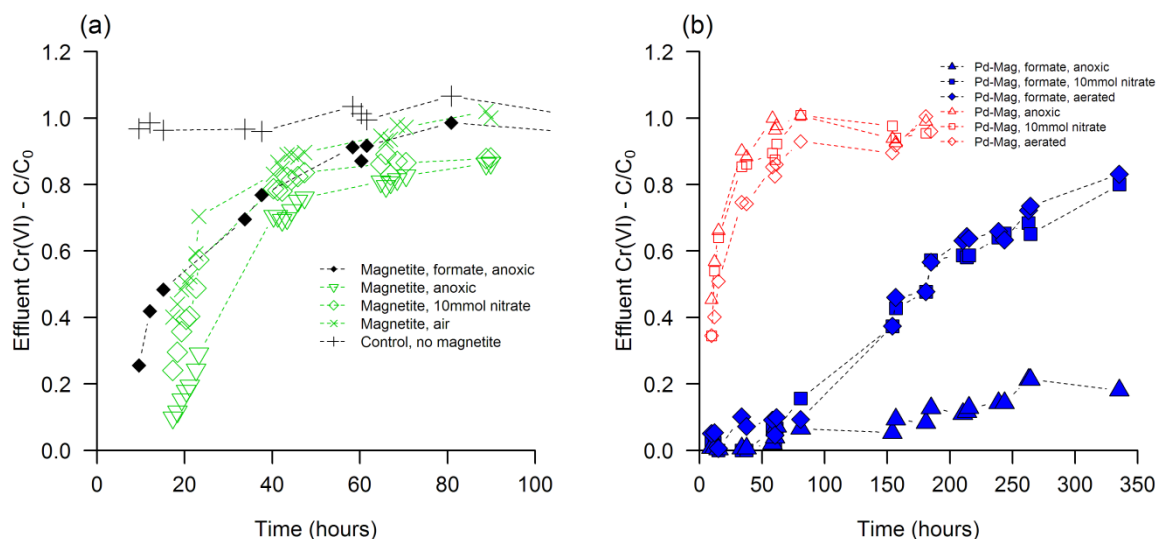 (a)
Effluent Cr(VI) - C/C0
1.2
1.0
0.8
0.6
0.4
0.2
0.0
Magnetite, formate, anoxic
Magnetite, anoxic
Magnetite, 10mmol nitrate
Magnetite, air
Control, no magnetite
0 20 40 60 80 100
Time (hours)
(b)
Effluent Cr(VI) - C/C0
1.2
1.0
0.8
0.6
0.4
0.2
0.0
Pd-Mag, formate, anoxic
Pd-Mag, formate, 10mmol nitrate
Pd-Mag, formate, aerated
Pd-Mag, anoxic
Pd-Mag, 10mmol nitrate
Pd-Mag, aerated
0 50 100 150 200 250 300 350
Time (hours)